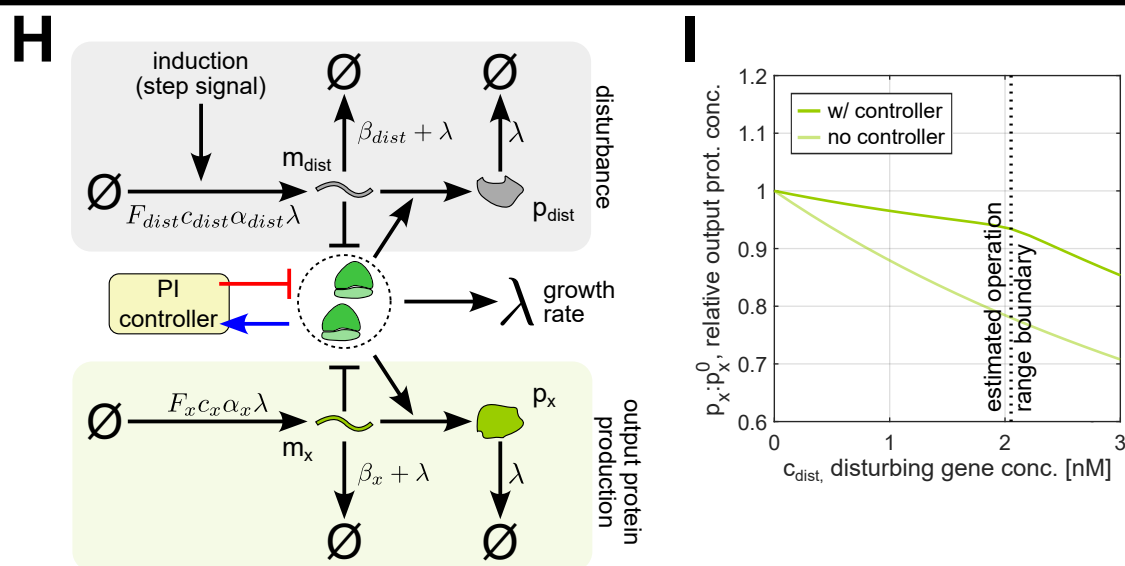 H
induction
(step signal)
Ø
Ø
β_dist + λ
λ
m_dist
Ø
F_dist c_dist α_dist λ
p_dist
disturbance
PI
controller
λ growth
rate
F_x c_x α_x λ
Ø
m_x
p_x
β_x + λ
λ
Ø
Ø
output protein
production
I
p_x:p_x^0, relative output prot. conc.
1.2
1.1
1
0.9
0.8
0.7
0.6
w/ controller
no controller
estimated operation
range boundary
0
1
2
3
c_dist, disturbing gene conc. [nM]